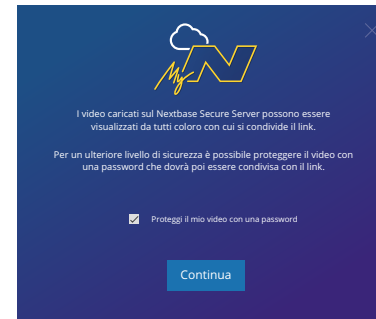 My N
I video caricati sul Nextbase Secure Server possono essere
visualizzati da tutti coloro con cui si condivide il link.
Per un ulteriore livello di sicurezza è possibile proteggere il video con
una password che dovrà poi essere condivisa con il link.
Proteggi il mio video con una password
Continua